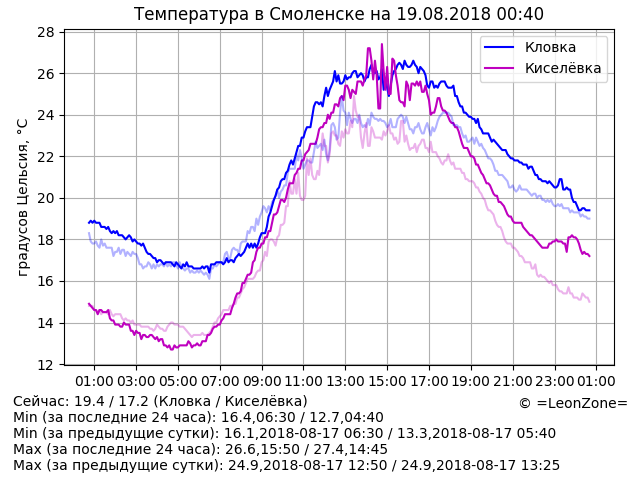 Температура в Смоленске на 19.08.2018 00:40
28
26
24
22
20
18
16
14
12
градусов Цельсия, °C
Кловка
Киселёвка
01:00 03:00 05:00 07:00 09:00 11:00 13:00 15:00 17:00 19:00 21:00 23:00 01:00
Сейчас: 19.4 / 17.2 (Кловка / Киселёвка)
© =LeonZone=
Min (за последние 24 часа): 16.4,06:30 / 12.7,04:40
Min (за предыдущие сутки): 16.1,2018-08-17 06:30 / 13.3,2018-08-17 05:40
Max (за последние 24 часа): 26.6,15:50 / 27.4,14:45
Max (за предыдущие сутки): 24.9,2018-08-17 12:50 / 24.9,2018-08-17 13:25